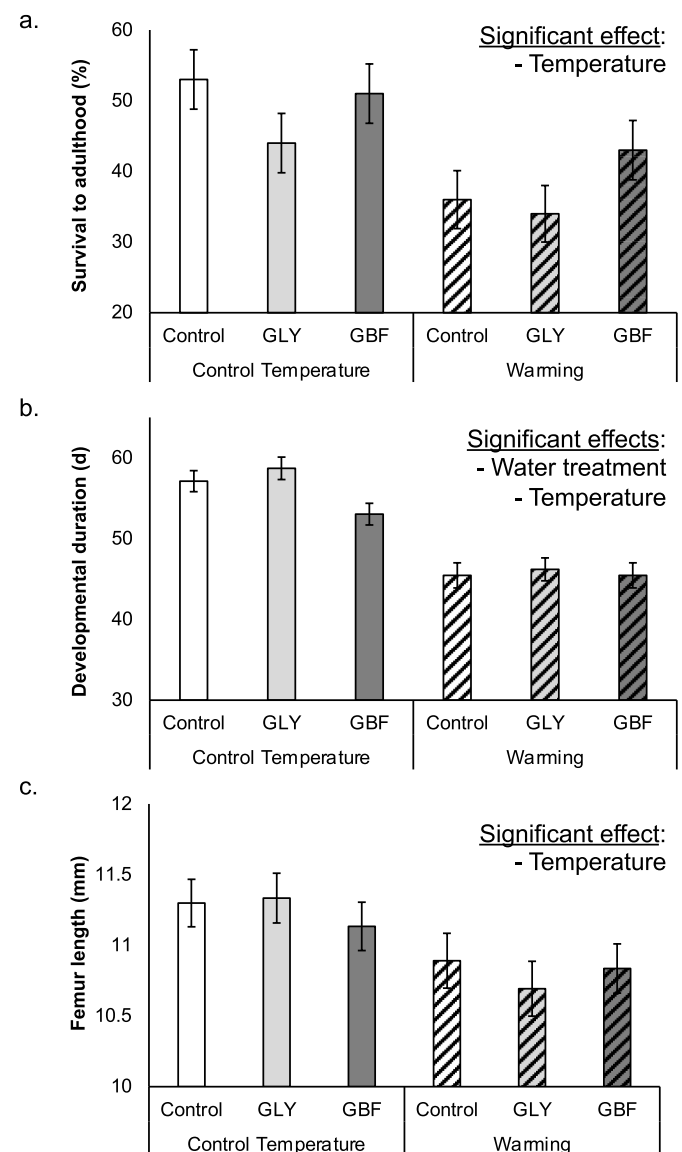 a.
60
50
40
30
20
Survival to adulthood (%)
Significant effect:
- Temperature
Control GLY GBF Control GLY GBF
Control Temperature Warming
b.
60
50
40
30
Developmental duration (d)
Significant effects:
- Water treatment
- Temperature
Control GLY GBF Control GLY GBF
Control Temperature Warming
c.
12
11.5
11
10.5
10
Femur length (mm)
Significant effect:
- Temperature
Control GLY GBF Control GLY GBF
Control Temperature Warming